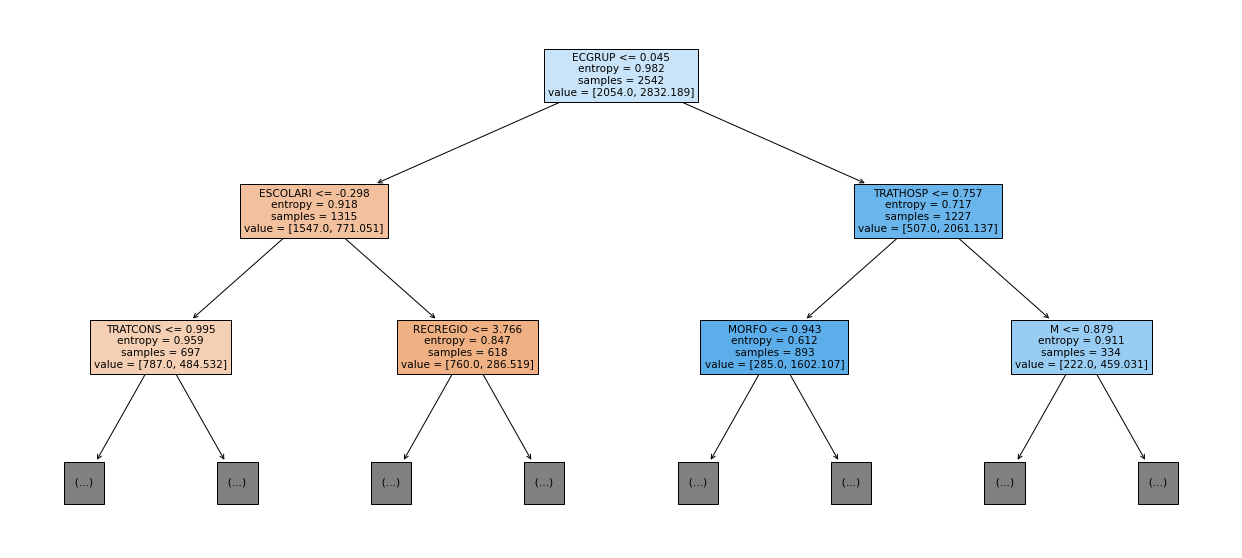 ECGRUP <= 0.045
entropy = 0.982
samples = 2542
value = [2054.0, 2832.189]
ESCOLARI <= -0.298
entropy = 0.918
samples = 1315
value = [1547.0, 771.051]
TRATHOSP <= 0.757
entropy = 0.717
samples = 1227
value = [507.0, 2061.137]
TRATCONS <= 0.995
entropy = 0.959
samples = 697
value = [787.0, 484.532]
RECREGIO <= 3.766
entropy = 0.847
samples = 618
value = [760.0, 286.519]
MORFO <= 0.943
entropy = 0.612
samples = 893
value = [285.0, 1602.107]
M <= 0.879
entropy = 0.911
samples = 334
value = [222.0, 459.031]
(...)
(...)
(...)
(...)
(...)
(...)
(...)
(...)